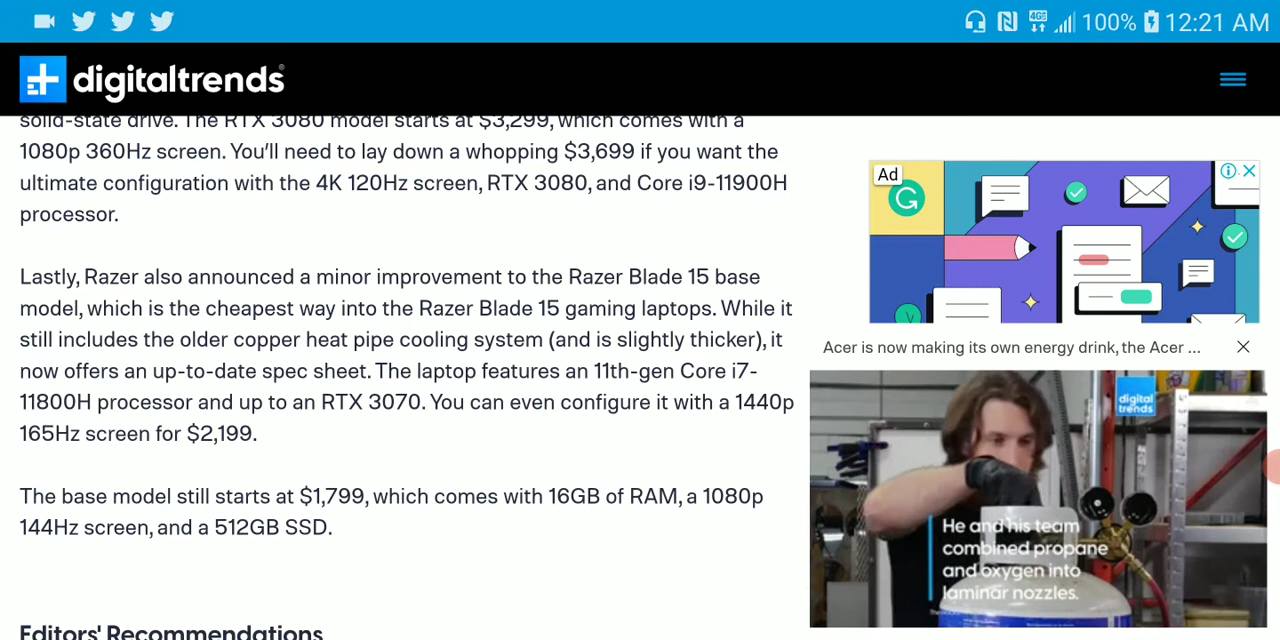 100% 12:21 AM
digitaltrends
solid-state drive. The RTX 3080 model starts at $3,299, which comes with a
1080p 360Hz screen. You'll need to lay down a whopping $3,699 if you want the
ultimate configuration with the 4K 120Hz screen, RTX 3080, and Core i9-11900H
processor.
Lastly, Razer also announced a minor improvement to the Razer Blade 15 base
model, which is the cheapest way into the Razer Blade 15 gaming laptops. While it
still includes the older copper heat pipe cooling system (and is slightly thicker), it
now offers an up-to-date spec sheet. The laptop features an 11th-gen Core i7-
11800H processor and up to an RTX 3070. You can even configure it with a 1440p
165Hz screen for $2,199.
The base model still starts at $1,799, which comes with 16GB of RAM, a 1080p
144Hz screen, and a 512GB SSD.
Editors' Recommendations
Ad
Acer is now making its own energy drink, the Acer ...
digital
trends
He and his team
combined propane
and oxygen into
laminar nozzles.